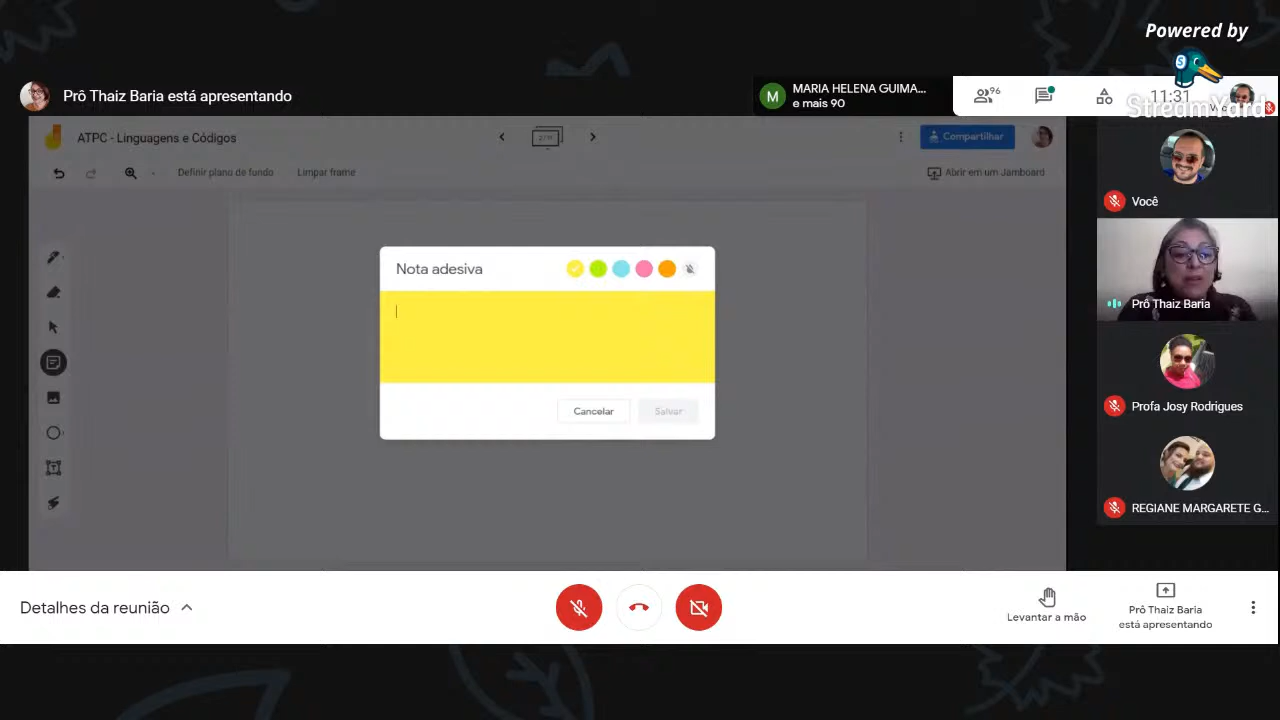 Powered by
StreamYard
Prô Thaiz Baria está apresentando
M
MARIA HELENA GUIMA...
e mais 90
96
11:31
ATPC - Linguagens e Códigos
Compartilhar
Definir plano de fundo
Limpar frame
Abrir em um Jamboard
Nota adesiva
Cancelar
Salvar
Você
Prô Thaiz Baria
Profa Josy Rodrigues
REGIANE MARGARETE G...
Detalhes da reunião
Levantar a mão
Prô Thaiz Baria
está apresentando